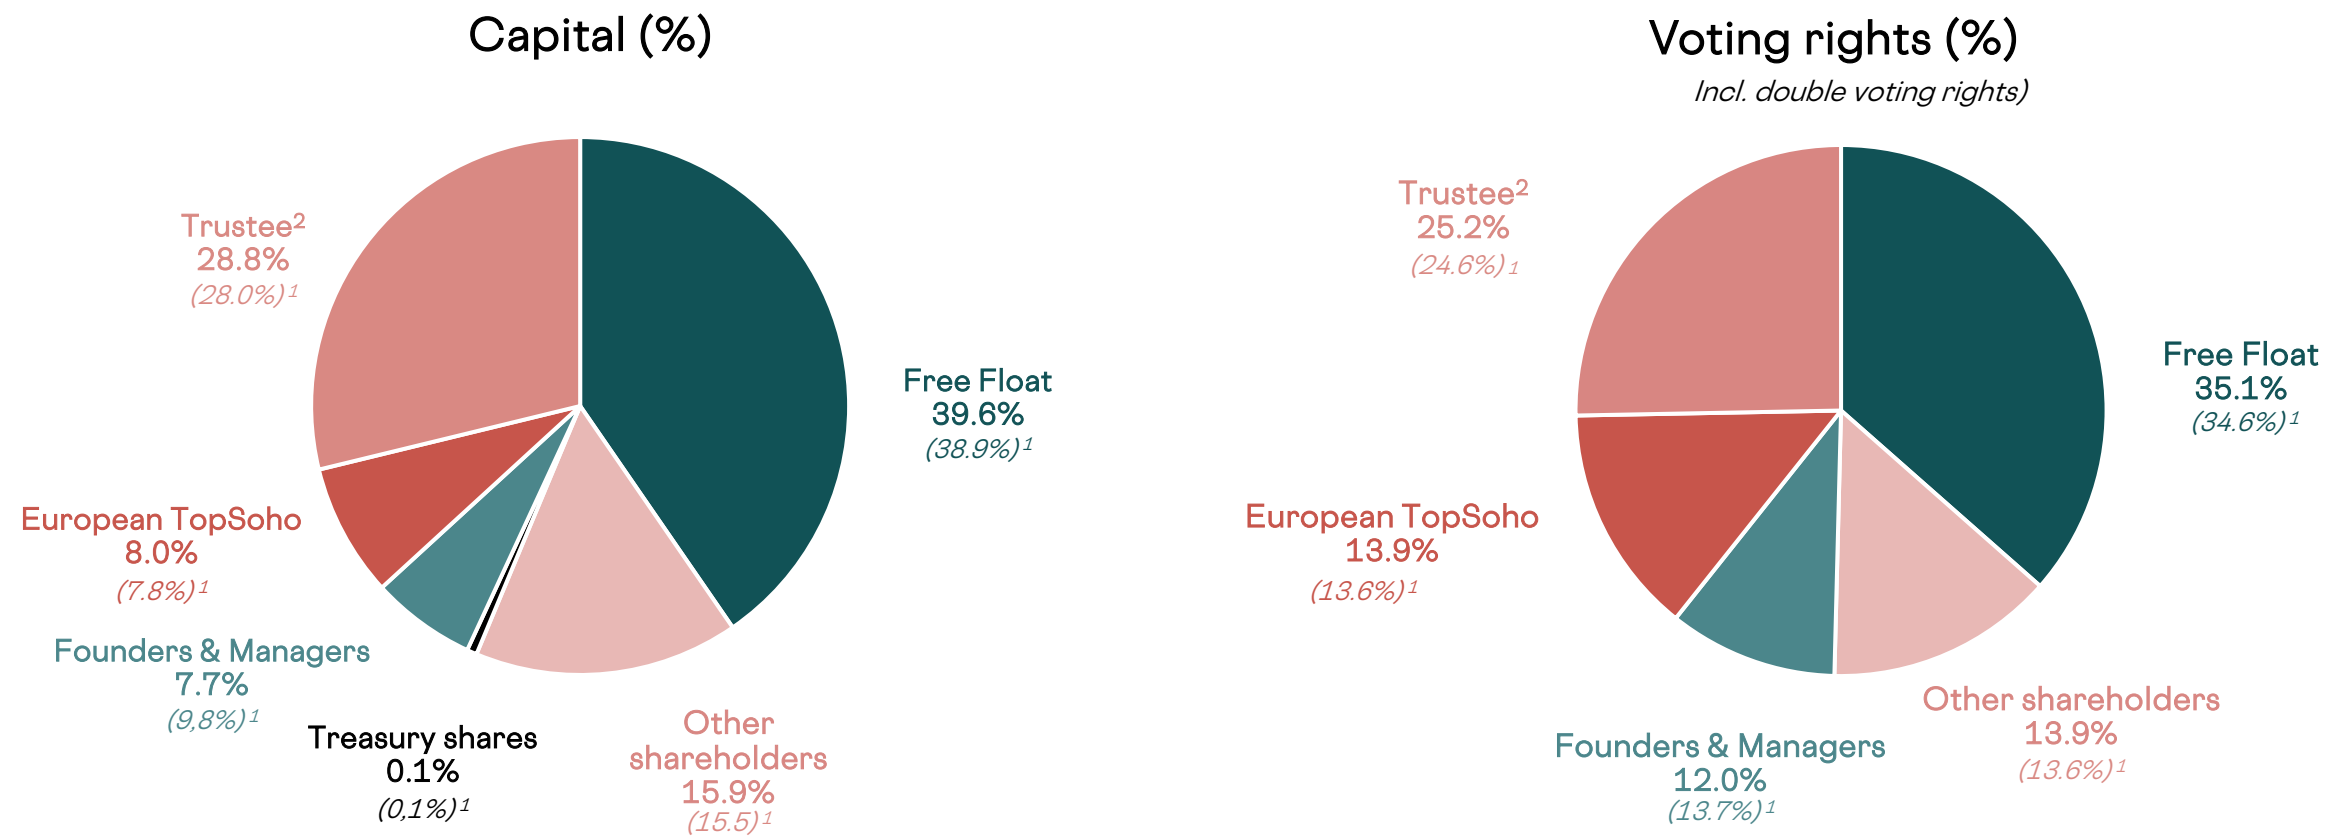 Capital (%)
Trustee²
28.8%
(28.0%)¹
Free Float
39.6%
(38.9%)¹
European TopSoho
8.0%
(7.8%)¹
Founders & Managers
7.7%
(9,8%)¹
Treasury shares
0.1%
(0,1%)¹
Other
shareholders
15.9%
(15.5)¹
Voting rights (%)
Incl. double voting rights)
Trustee²
25.2%
(24.6%)1
Free Float
35.1%
(34.6%)¹
European TopSoho
13.9%
(13.6%)¹
Other shareholders
13.9%
(13.6%)¹
Founders & Managers
12.0%
(13.7%)¹